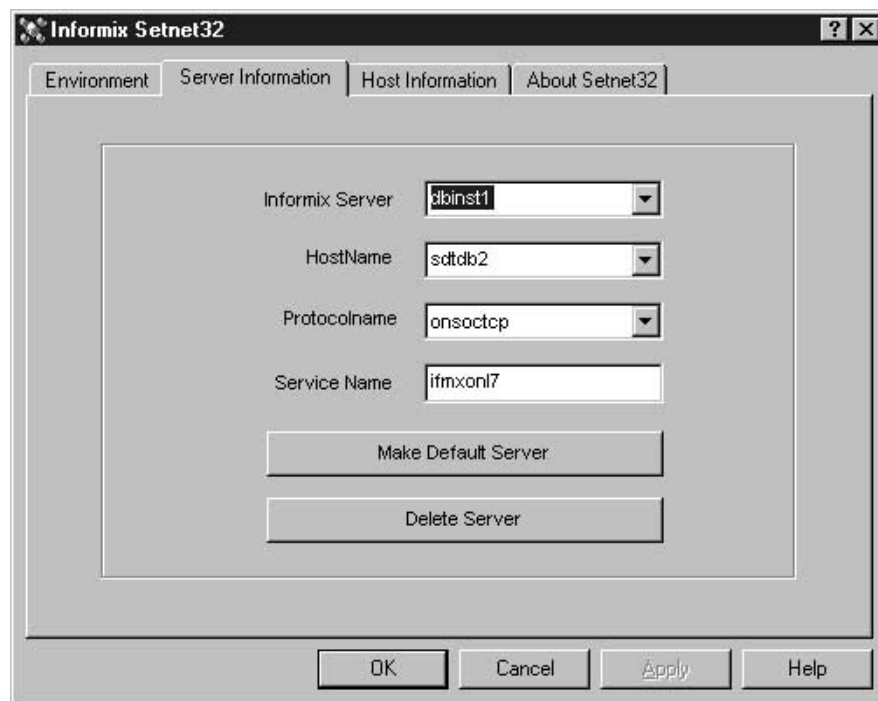 Informix Setnet32
Environment Server Information Host Information About Setnet32
Informix Server dbinst1
HostName sdtdb2
Protocolname onsoctcp
Service Name ifmxonl7
Make Default Server
Delete Server
OK Cancel Apply Help